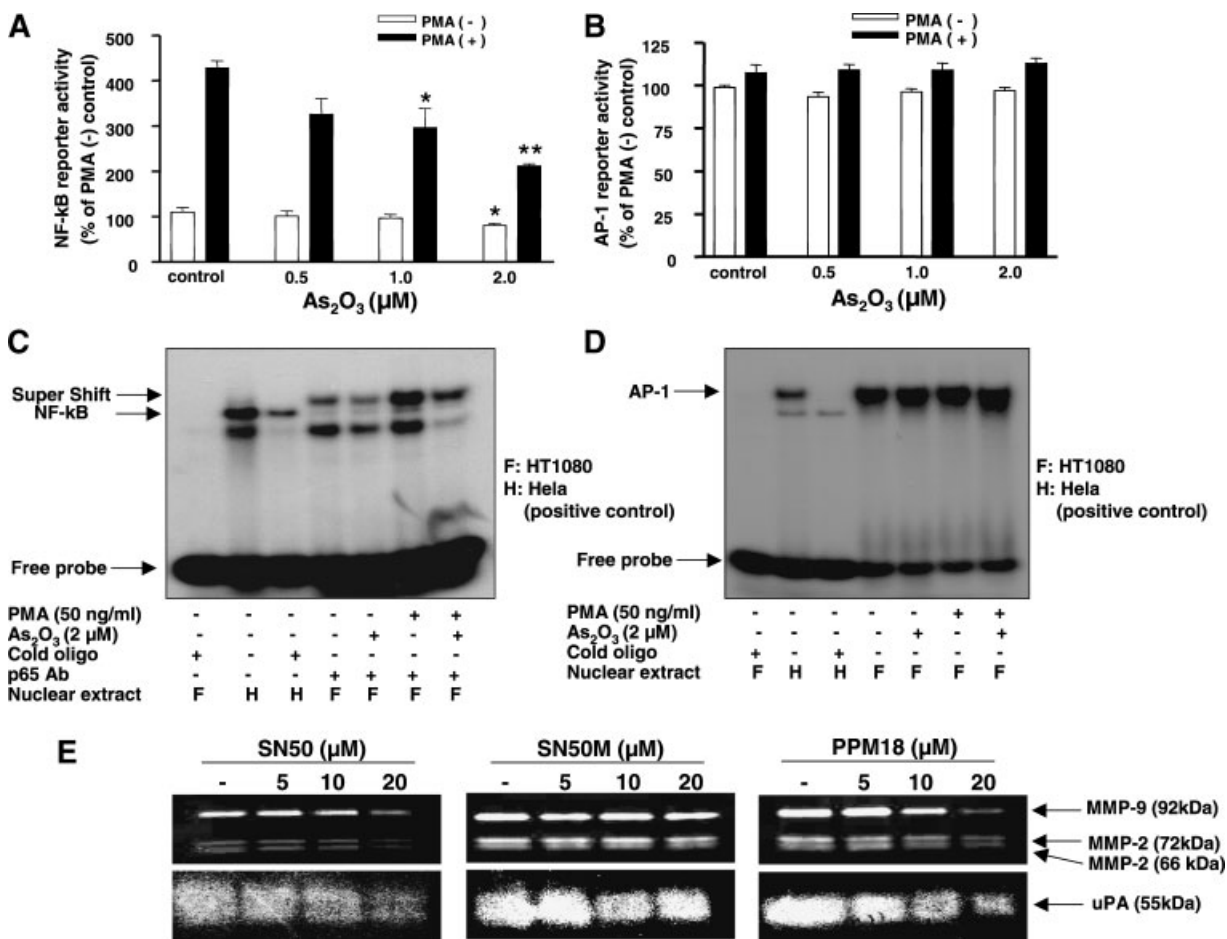 A
PMA ( - )
PMA ( + )
NF-kB reporter activity
(% of PMA (-) control)
500
400
300
200
100
0
*
*
**
control 0.5 1.0 2.0
As₂O₃ (µM)
B
PMA ( - )
PMA ( + )
AP-1 reporter activity
(% of PMA (-) control)
125
100
75
50
25
0
control 0.5 1.0 2.0
As₂O₃ (µM)
C
Super Shift
NF-kB
Free probe
F: HT1080
H: Hela
(positive control)
PMA (50 ng/ml) - - - - - + +
As₂O₃ (2 µM) - - - - + - +
Cold oligo + - + - - - -
p65 Ab - - - + + + +
Nuclear extract F H H F F F F
D
AP-1
Free probe
F: HT1080
H: Hela
(positive control)
PMA (50 ng/ml) - - - - - + +
As₂O₃ (2 µM) - - - - + - +
Cold oligo + - + - - - -
Nuclear extract F H H F F F F
E
SN50 (µM)
- 5 10 20
SN50M (µM)
- 5 10 20
PPM18 (µM)
- 5 10 20
MMP-9 (92kDa)
MMP-2 (72kDa)
MMP-2 (66 kDa)
uPA (55kDa)